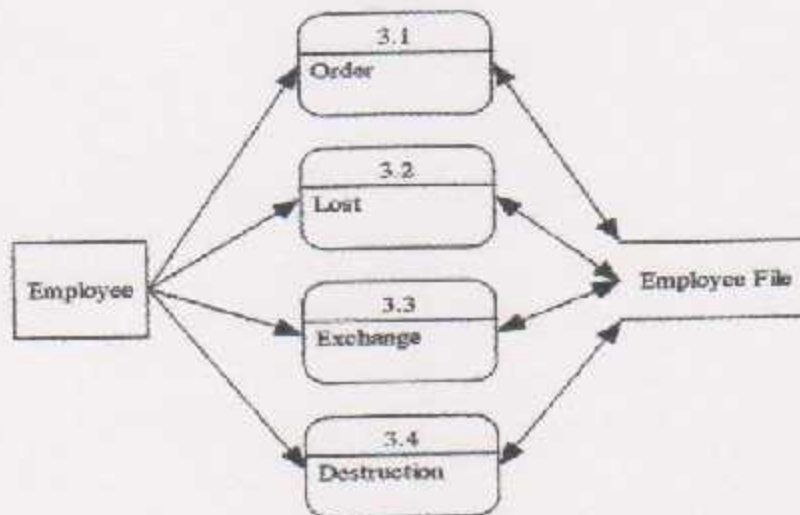 3.1
Order
3.2
Lost
Employee
Employee File
3.3
Exchange
3.4
Destruction